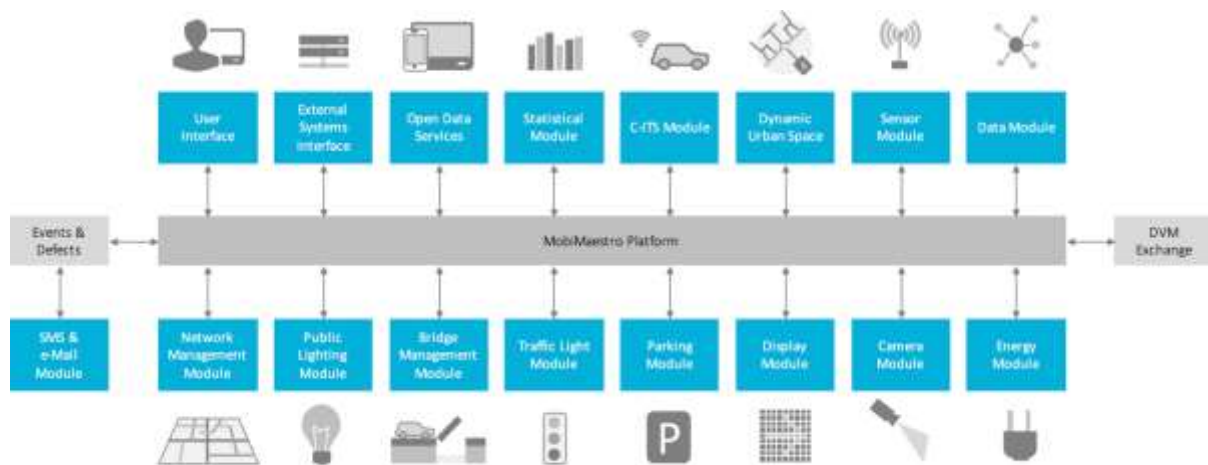 User
Interface
External
Systems
Interface
Open Data
Services
Statistical
Module
C-ITS Module
Dynamic
Urban Space
Sensor
Module
Data Module
Events &
Defects
MobiMaestro Platform
DVM
Exchange
SMS &
e-Mail
Module
Network
Management
Module
Public
Lighting
Module
Bridge
Management
Module
Traffic Light
Module
Parking
Module
Display
Module
Camera
Module
Energy
Module
P